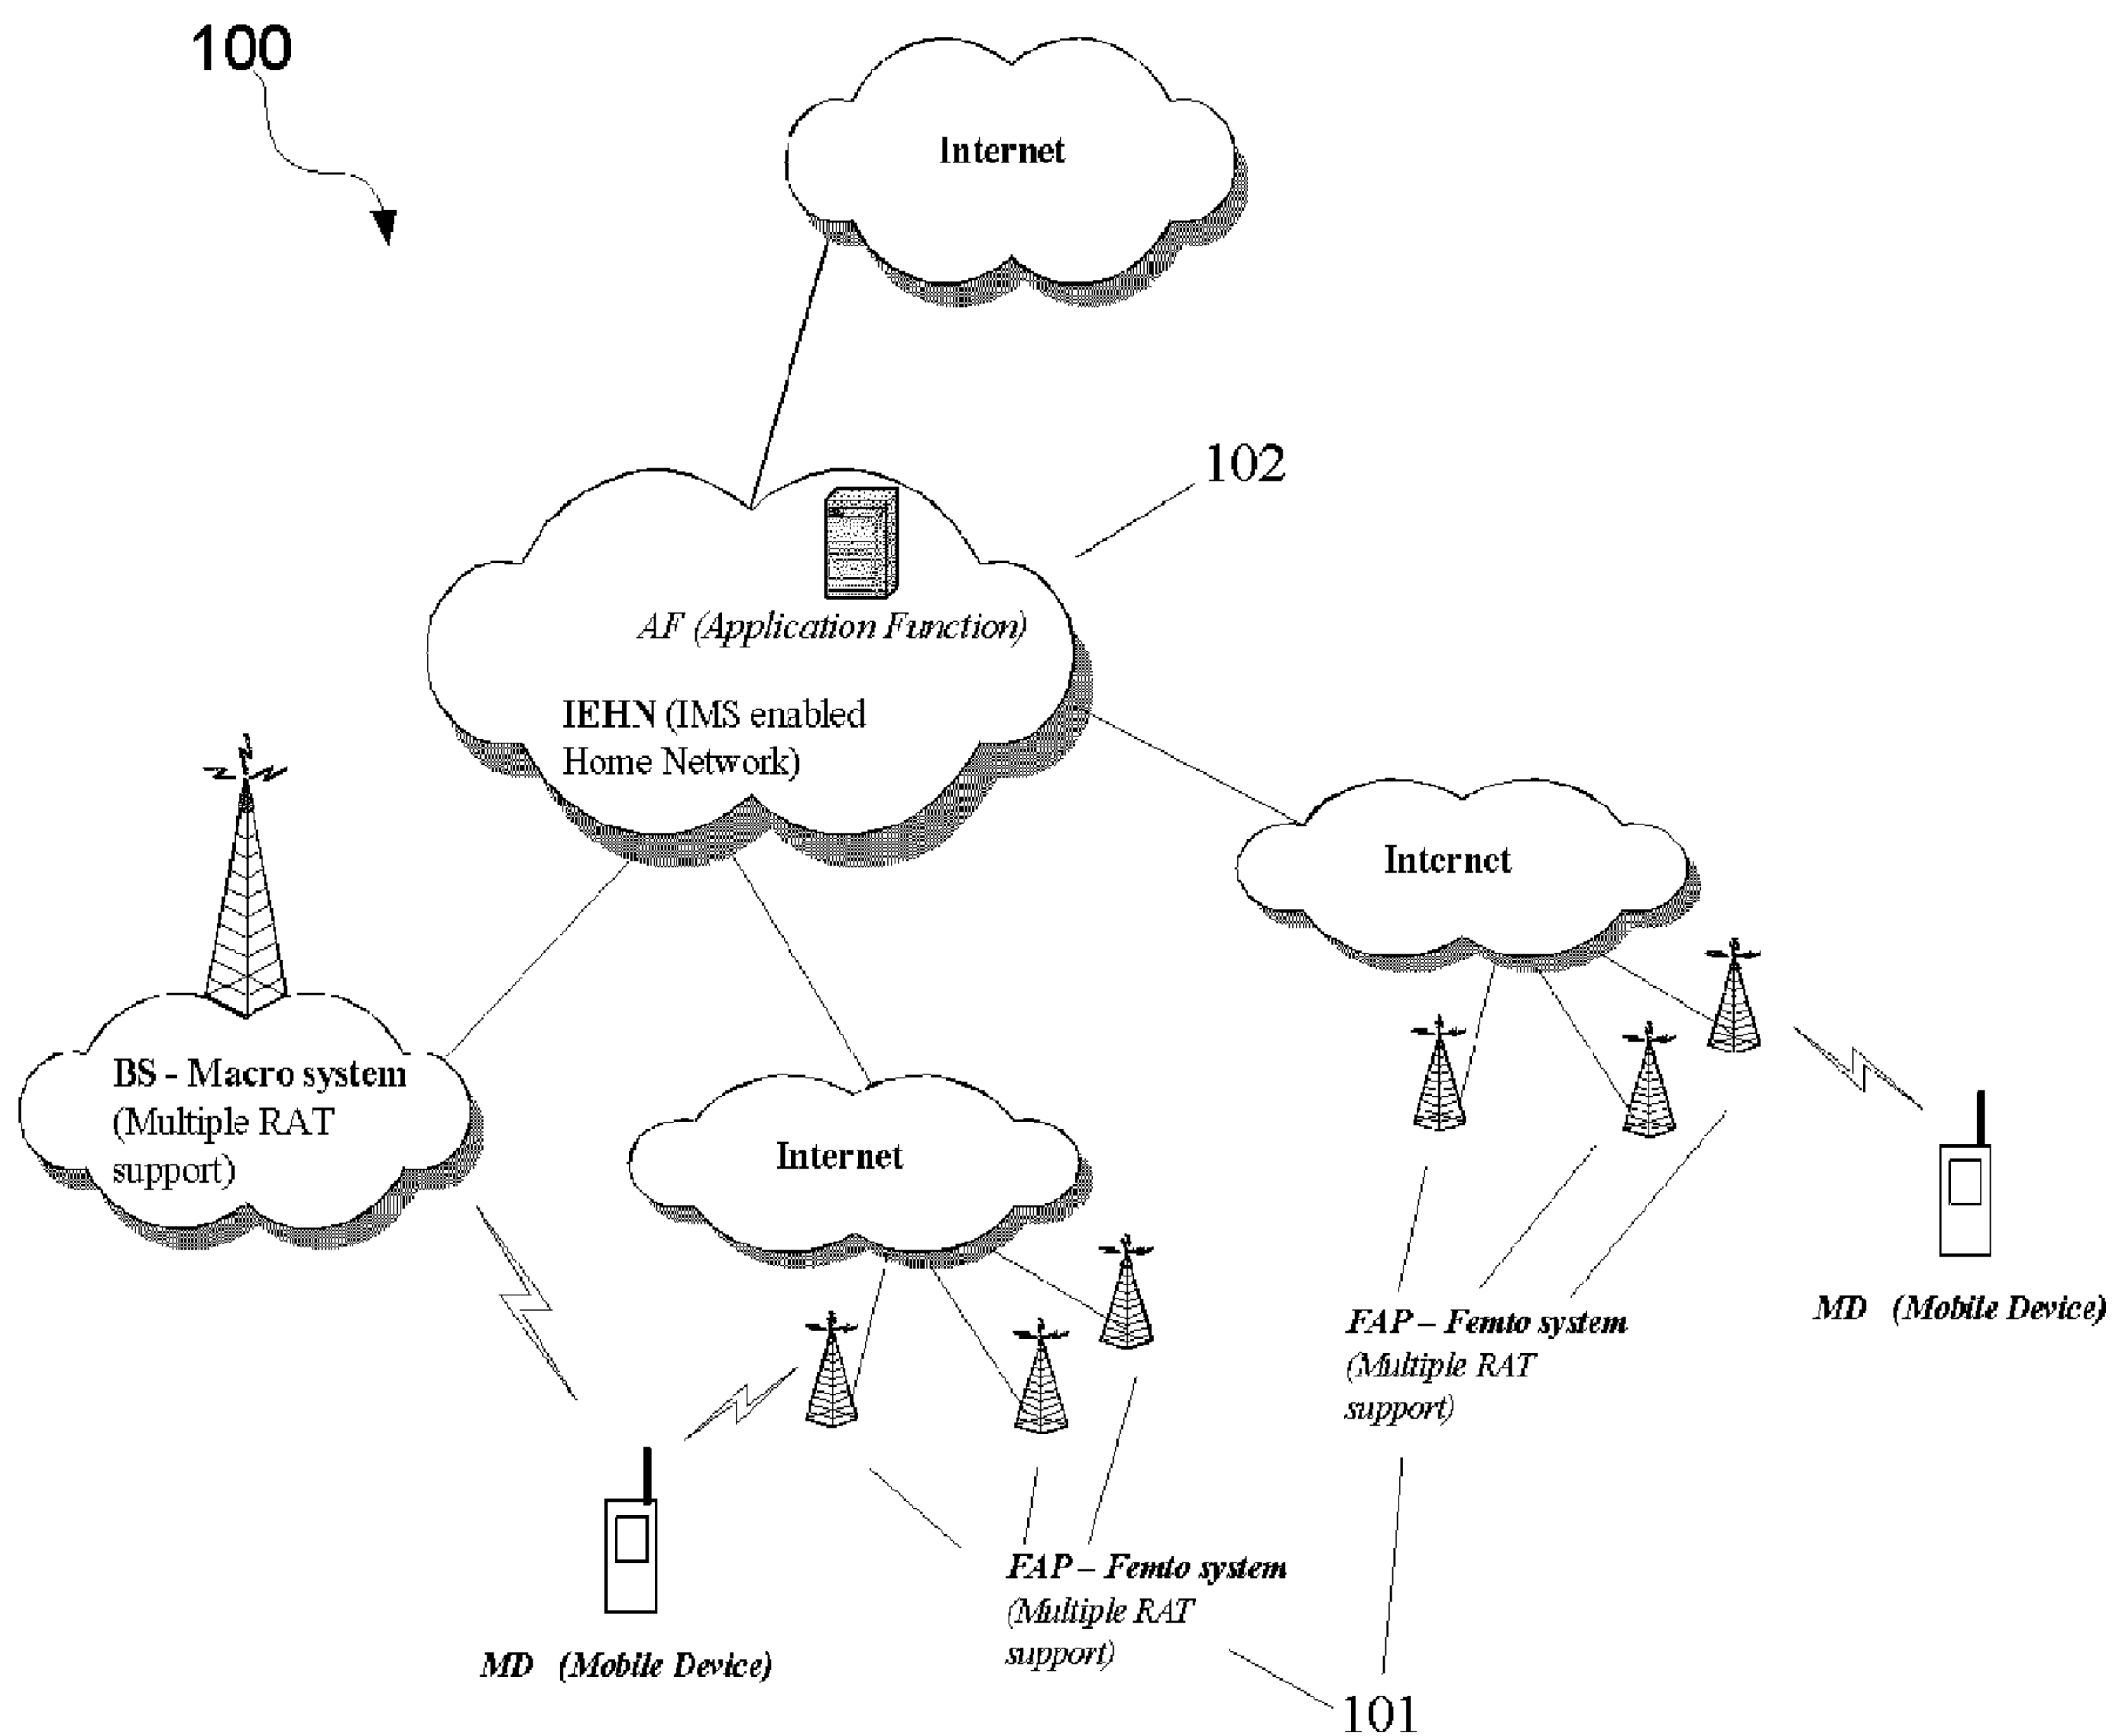 100
Internet
102
AF (Application Function)
IEHN (IMS enabled
Home Network)
Internet
BS - Macro system
(Multiple RAT
support)
Internet
FAP – Femto system
(Multiple RAT
support)
MD (Mobile Device)
FAP – Femto system
(Multiple RAT
support)
MD (Mobile Device)
101